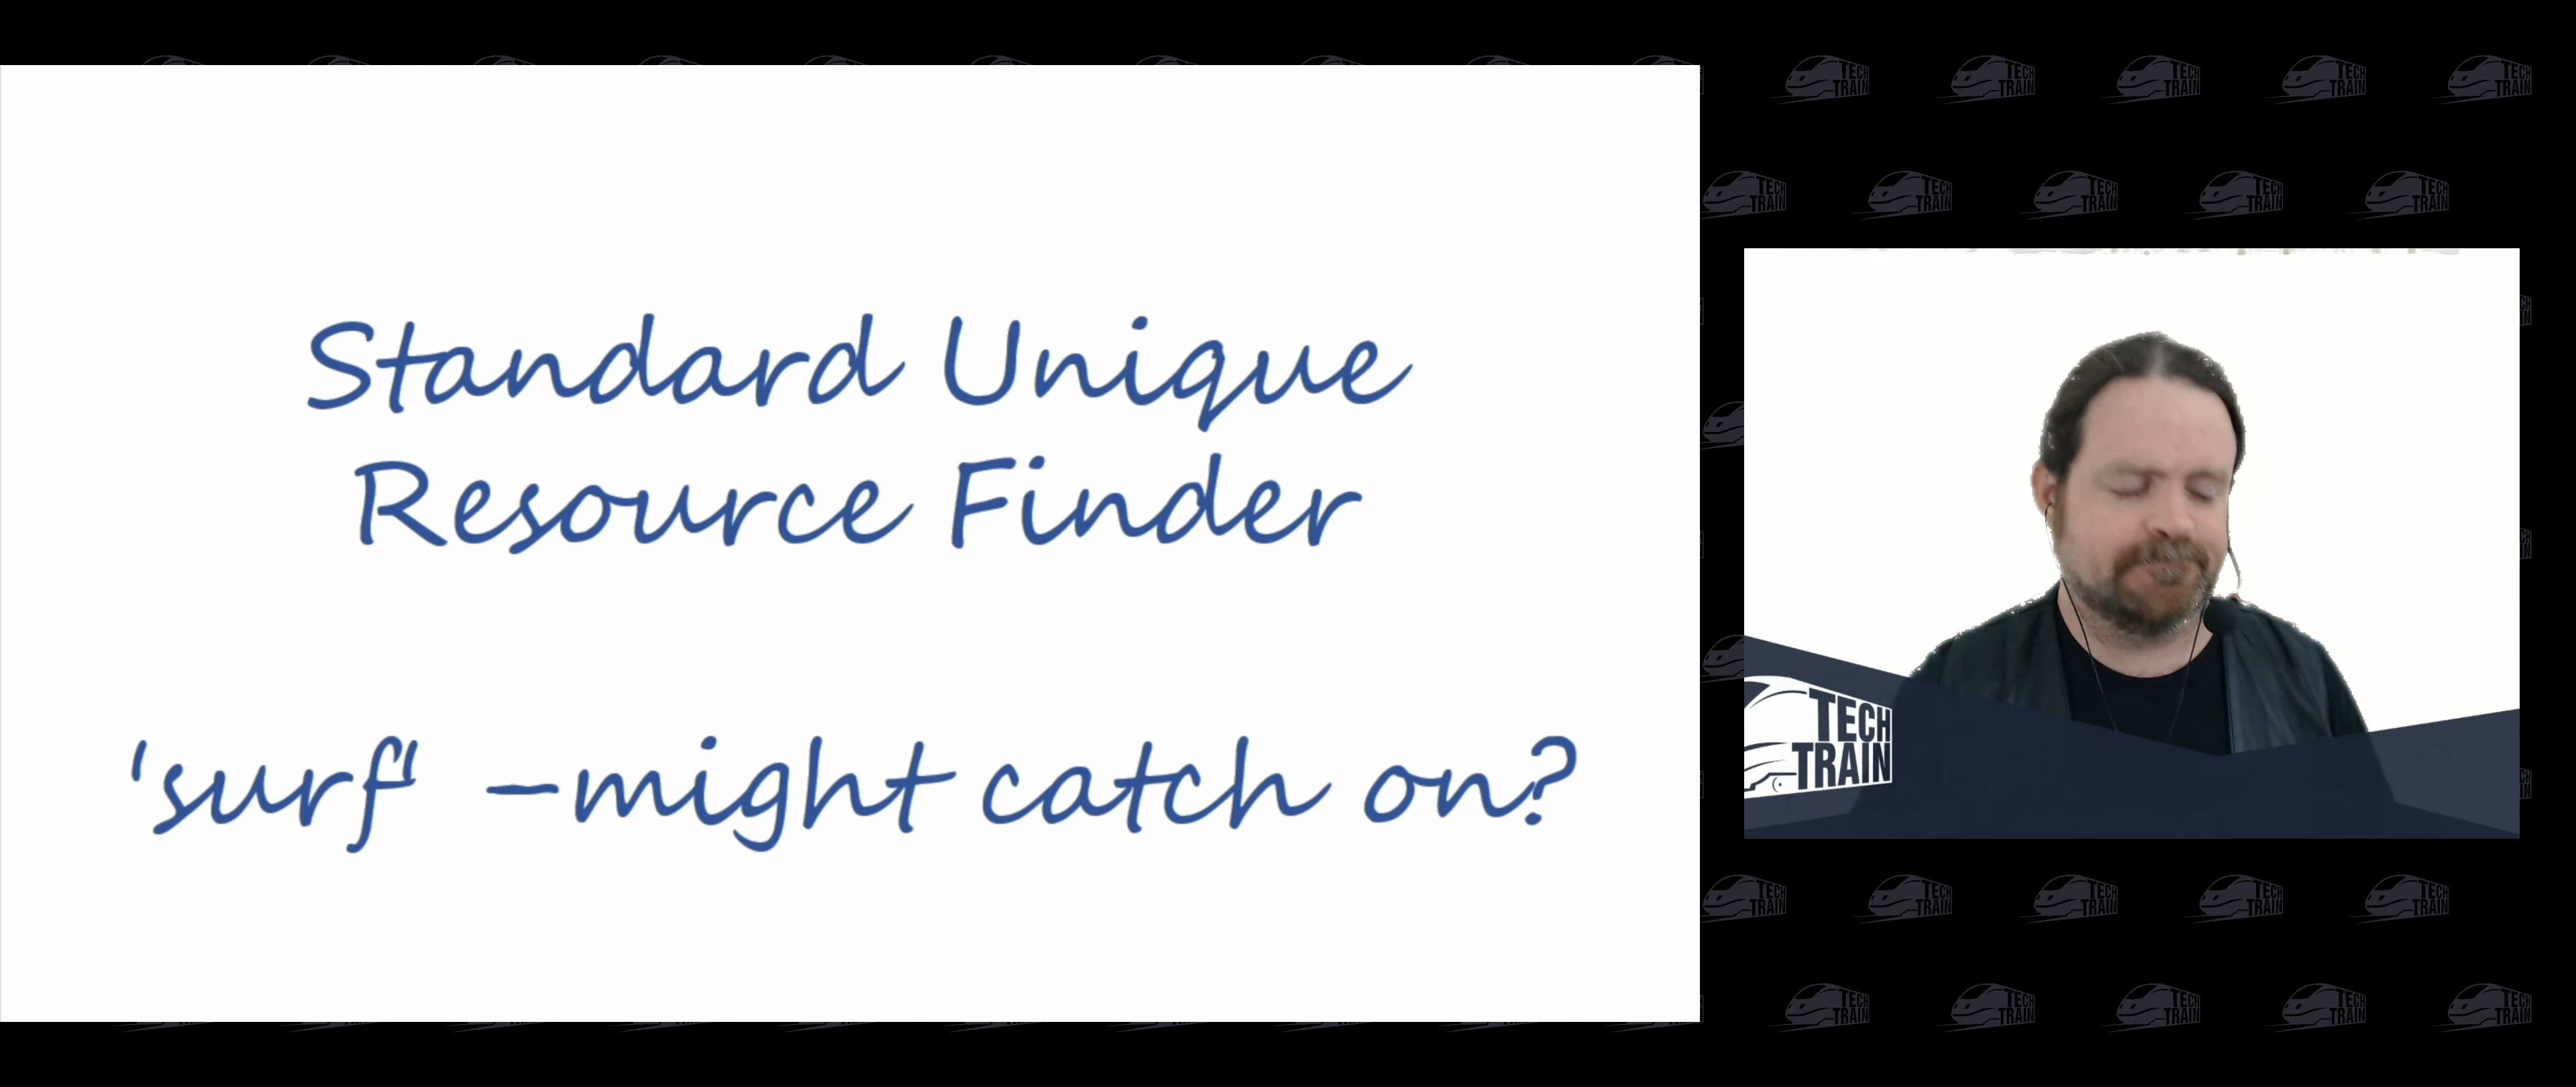 Standard Unique
Resource Finder
'surf' –might catch on?
TECH
TRAIN